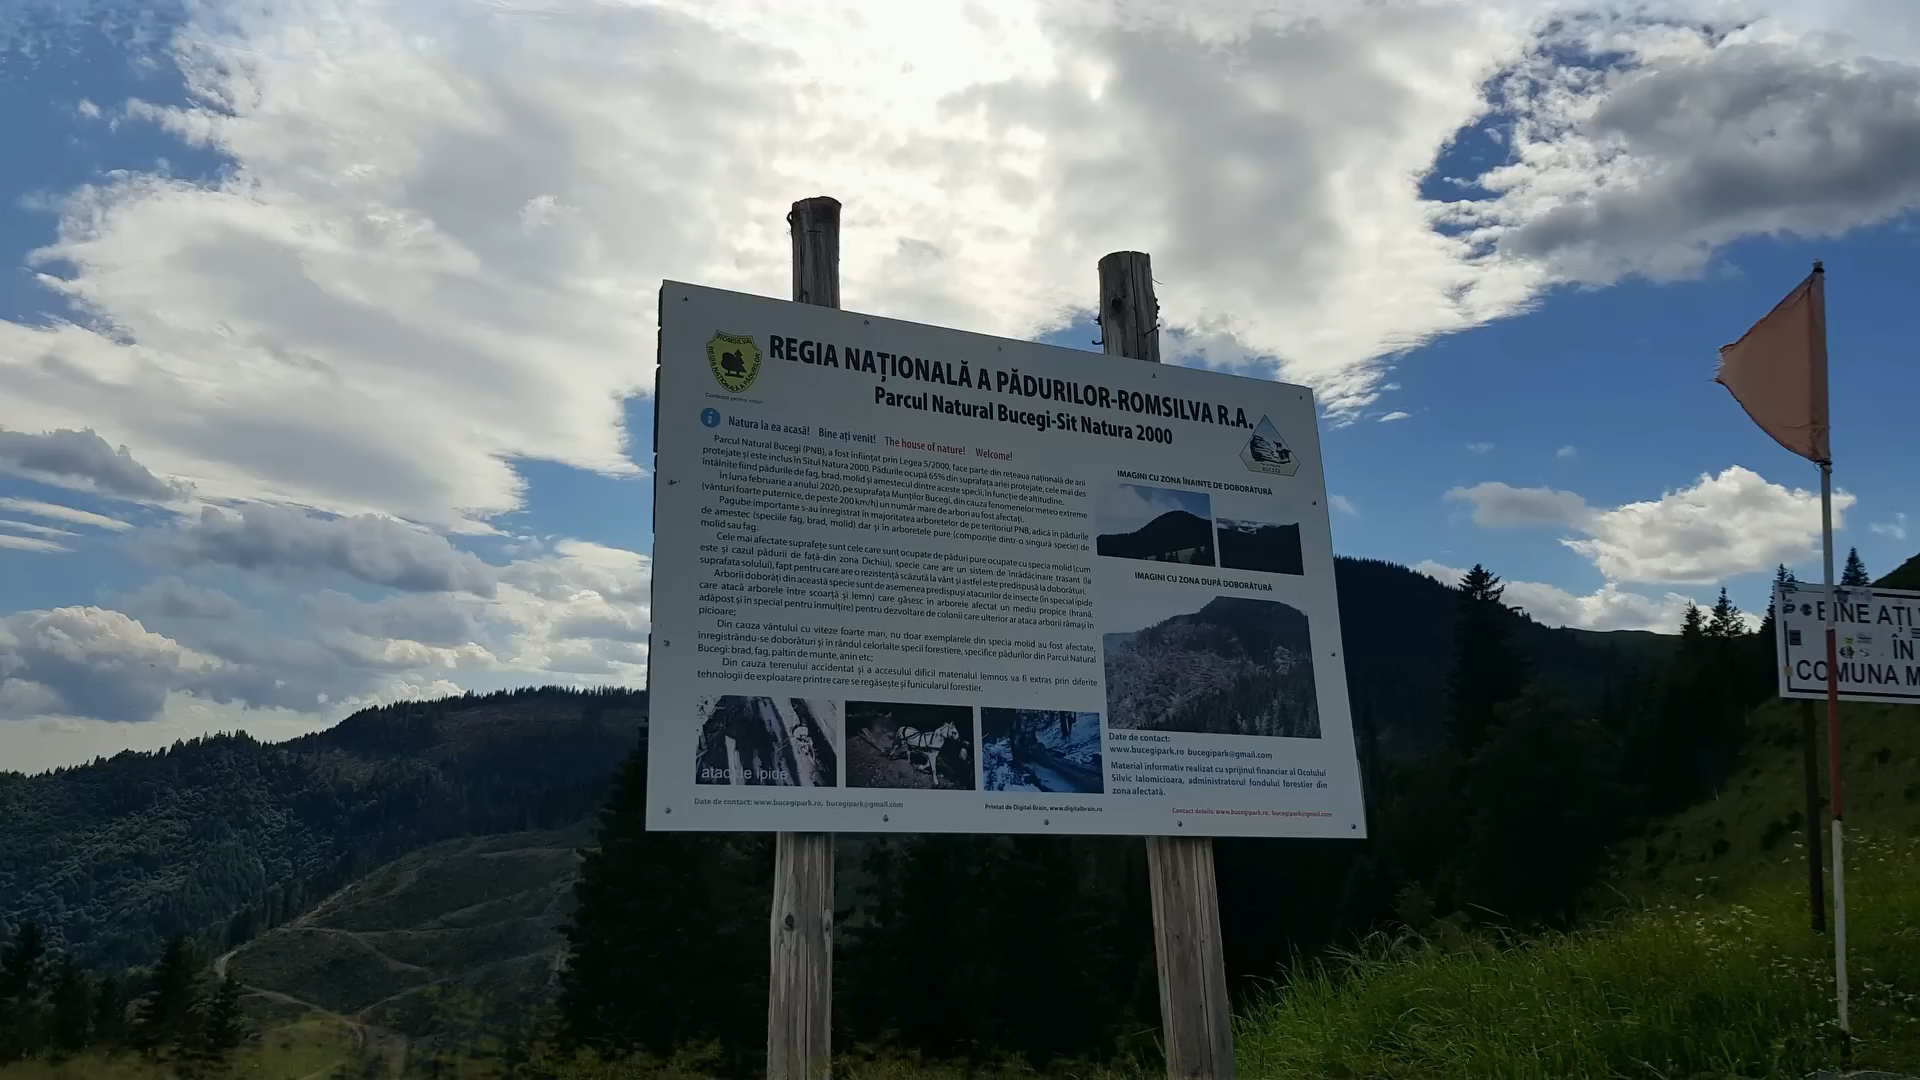 ROMSILVA
REGIA NAȚIONALĂ A PĂDURILOR
REGIA NAȚIONALĂ A PĂDURILOR-ROMSILVA R.A.
Parcul Natural Bucegi-Sit Natura 2000
i Natura la ea acasă! Bine ați venit! The house of nature! Welcome!
Parcul Natural Bucegi (PNB), a fost înființat prin Legea 5/2000, face parte din rețeaua națională de arii
protejate și este inclus în Situl Natura 2000. Pădurile ocupă 65% din suprafața ariei protejate, cele mai des
întâlnite fiind pădurile de fag, brad, molid și amestecul dintre aceste specii, în funcție de altitudine.
În luna februarie a anului 2020, pe suprafața Munților Bucegi, din cauza fenomenelor meteo extreme
(vânturi foarte puternice, de peste 200 km/h) un număr mare de arbori au fost afectați.
Pagube importante s-au înregistrat în majoritatea arboretelor de pe teritoriul PNB, adică in pădurile
de amestec (speciile fag, brad, molid) dar și în arboretele pure (compoziție dintr-o singură specie) de
molid sau fag.
Cele mai afectate suprafețe sunt cele care sunt ocupate de păduri pure ocupate cu specia molid (cum
este și cazul pădurii de față-din zona Dichiu), specie care are un sistem de înrădăcinare trasant (la
suprafata solului), fapt pentru care are o rezistență scăzută la vânt și astfel este predispusă la doborâturi.
Arborii doborâți din această specie sunt de asemenea predispuși atacurilor de insecte (în special ipide
care atacă arborele între scoarță și lemn) care găsesc în arborele afectat un mediu propice (hrană,
adăpost și în special pentru inmulțire) pentru dezvoltare de colonii care ulterior ar ataca arborii rămași în
picioare;
Din cauza vântului cu viteze foarte mari, nu doar exemplarele din specia molid au fost afectate,
înregistrându-se doborâturi și în rândul celorlalte specii forestiere, specifice pădurilor din Parcul Natural
Bucegi: brad, fag, paltin de munte, anin etc;
Din cauza terenului accidentat și a accesului dificil materialul lemnos va fi extras prin diferite
tehnologii de exploatare printre care se regăsește și funicularul forestier.
atac de ipide
Date de contact: www.bucegipark.ro, bucegipark@gmail.com
Printat de Digital Brain, www.digitalbrain.ro
BUCEGI
IMAGINI CU ZONA ÎNAINTE DE DOBORÂTURĂ
IMAGINI CU ZONA DUPĂ DOBORÂTURĂ
Date de contact:
www.bucegipark.ro bucegipark@gmail.com
Material informativ realizat cu sprijinul financiar al Ocolului
Silvic Ialomicioara, administratorul fondului forestier din
zona afectată.
Contact details: www.bucegipark.ro, bucegipark@gmail.com
BINE AȚI
ÎN
COMUNA M